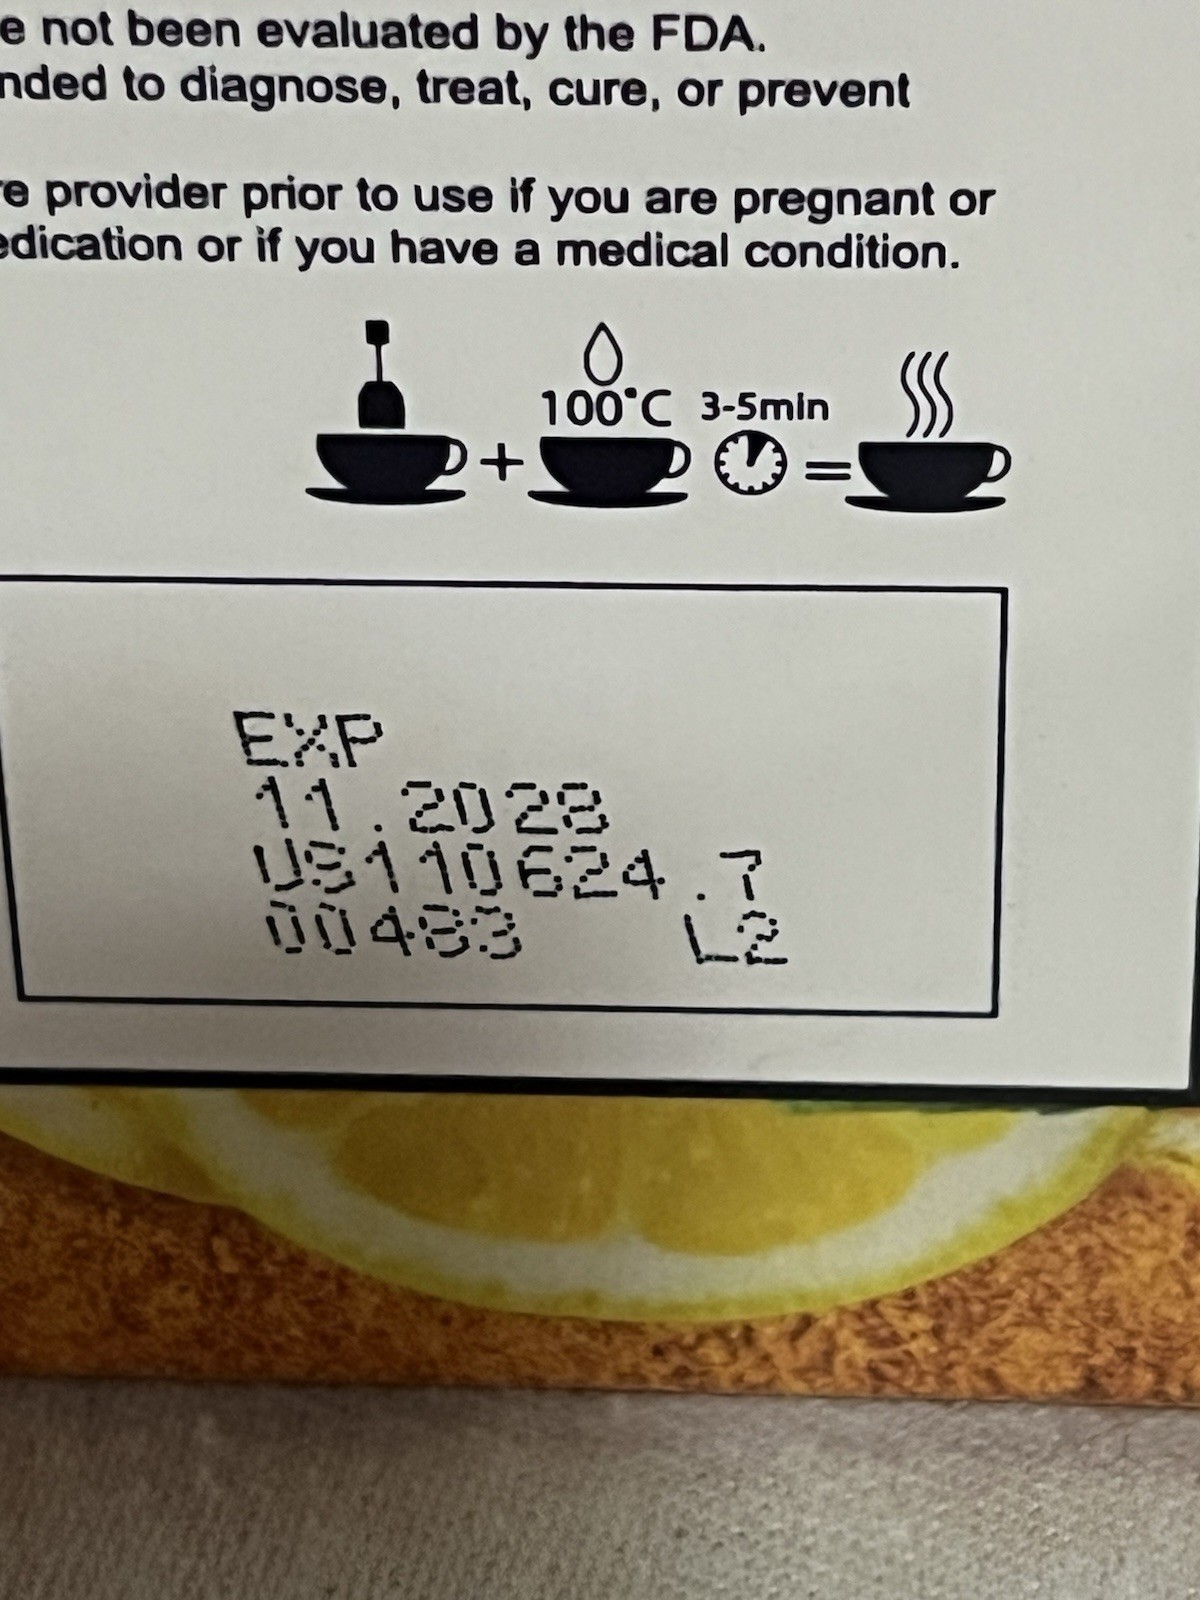 e not been evaluated by the FDA.
nded to diagnose, treat, cure, or prevent
re provider prior to use if you are pregnant or
edication or if you have a medical condition.
100°C 3-5min
+ =
EXP
11.2028
US110624.7
00483 L2